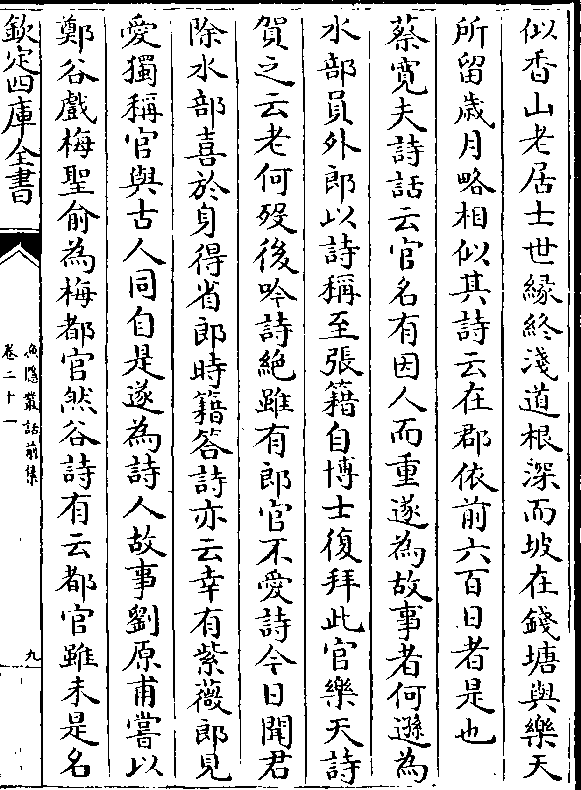 似香山老居士世緣終淺道根深而坡在錢塘與樂天
所留歲月略相似其詩云在郡依前六百日者是也
蔡寬夫詩話云官名有因人而重遂為故事者何遜為
水部員外郎以詩稱至張籍自博士復拜此官樂天詩
賀之云老何歿後吟詩絶雖有郎官不愛詩今日聞君
除水部喜於身得省郎時籍答詩亦云幸有紫薇郎見
愛獨稱官與古人同自是遂為詩人故事劉原甫嘗以
鄭谷戲梅聖俞為梅都官然谷詩有云都官雖未是名
欽定四庫全書
漁隱叢話前集
卷二十一
九